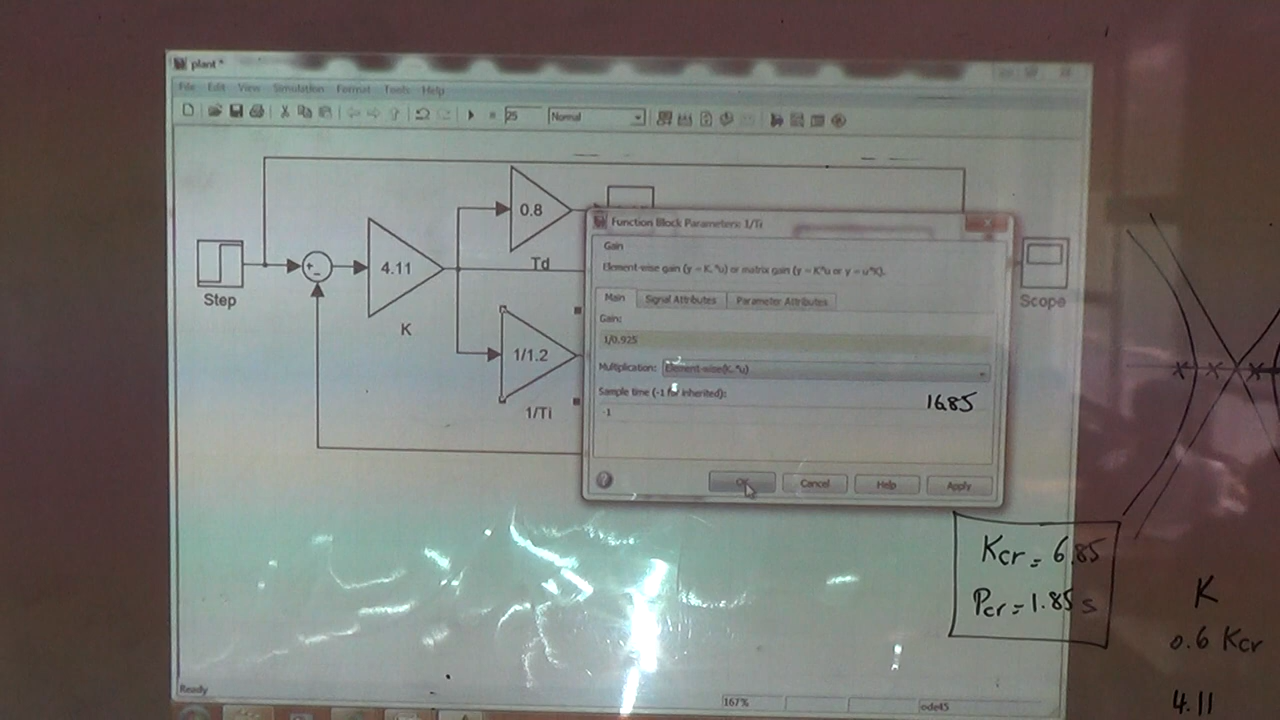 plant *
File Edit View Simulation Format Tools Help
25 Normal
0.8
Td
Step
4.11
K
1/1.2
1/Ti
Scope
Function Block Parameters: 1/Ti
Gain
Element-wise gain (y = K.*u) or matrix gain (y = K*u or y = u*K).
Main Signal Attributes Parameter Attributes
Gain:
1/0.925
Multiplication: Element-wise(K.*u)
Sample time (-1 for inherited):
-1
1.685
OK Cancel Help Apply
Kcr = 6.85
Pcr = 1.85 s
K
0.6 Kcr
4.11
Ready 167% ode45